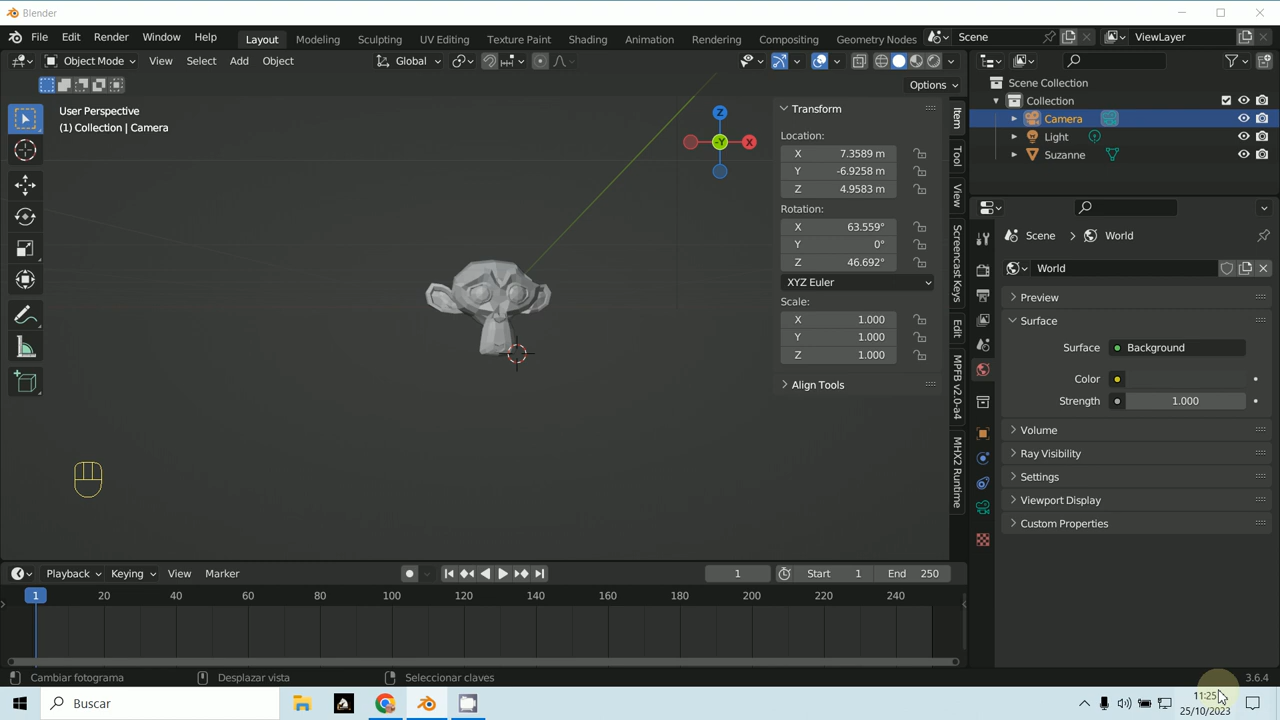 Blender
File Edit Render Window Help
Layout Modeling Sculpting UV Editing Texture Paint Shading Animation Rendering Compositing Geometry Nodes
Scene
ViewLayer
Object Mode View Select Add Object
Global
Options
User Perspective
(1) Collection | Camera
Z
-Y
X
Transform
Location:
X 7.3589 m
Y -6.9258 m
Z 4.9583 m
Rotation:
X 63.559°
Y 0°
Z 46.692°
XYZ Euler
Scale:
X 1.000
Y 1.000
Z 1.000
Align Tools
Item
Tool
View
Screencast Keys
Edit
MPFB v2.0-a4
MHX2 Runtime
Scene Collection
Collection
Camera
Light
Suzanne
Scene > World
World
Preview
Surface
Surface Background
Color
Strength 1.000
Volume
Ray Visibility
Settings
Viewport Display
Custom Properties
Playback Keying View Marker
1
Start 1 End 250
1 20 40 60 80 100 120 140 160 180 200 220 240
Cambiar fotograma Desplazar vista Seleccionar claves
3.6.4
Buscar
11:25
25/10/2023